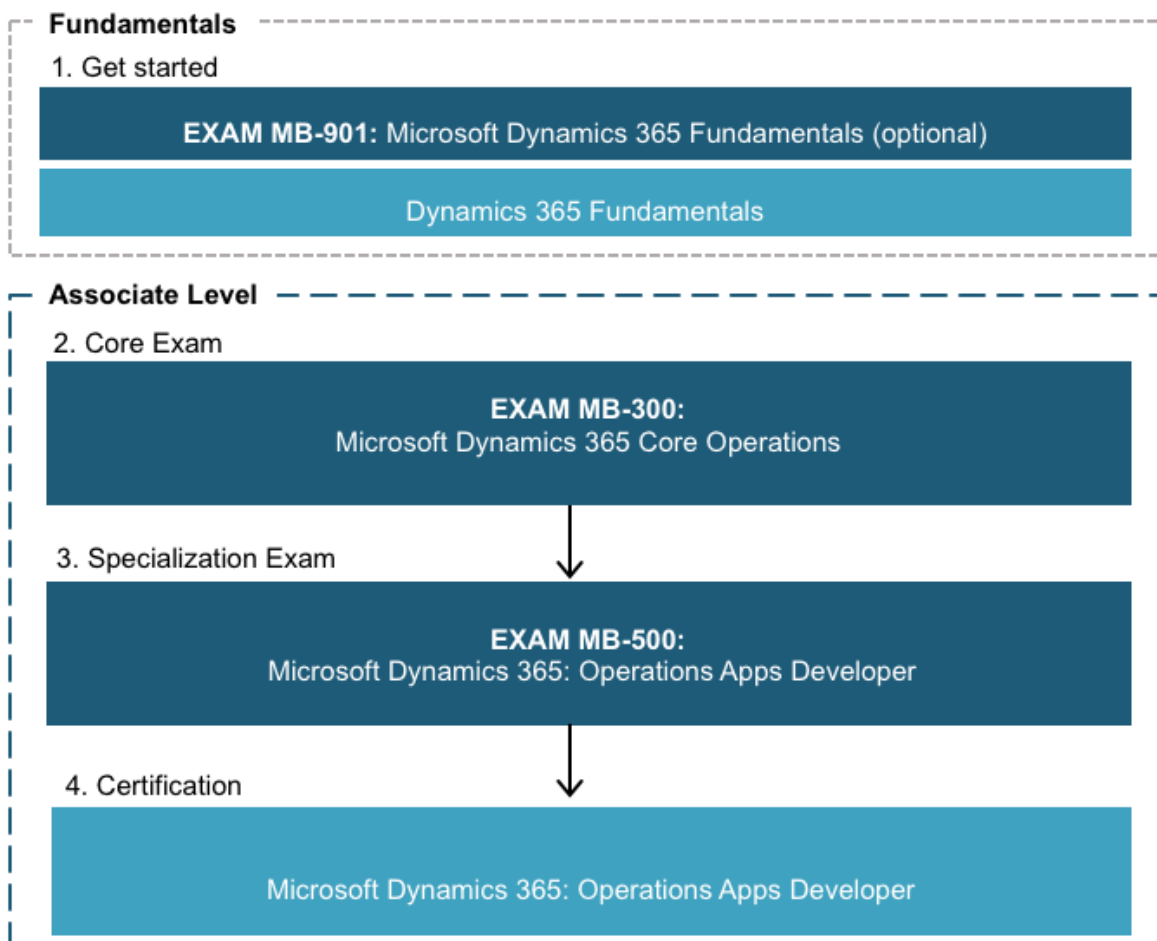 Fundamentals
1. Get started
EXAM MB-901: Microsoft Dynamics 365 Fundamentals (optional)
Dynamics 365 Fundamentals
Associate Level
2. Core Exam
EXAM MB-300:
Microsoft Dynamics 365 Core Operations
3. Specialization Exam
EXAM MB-500:
Microsoft Dynamics 365: Operations Apps Developer
4. Certification
Microsoft Dynamics 365: Operations Apps Developer